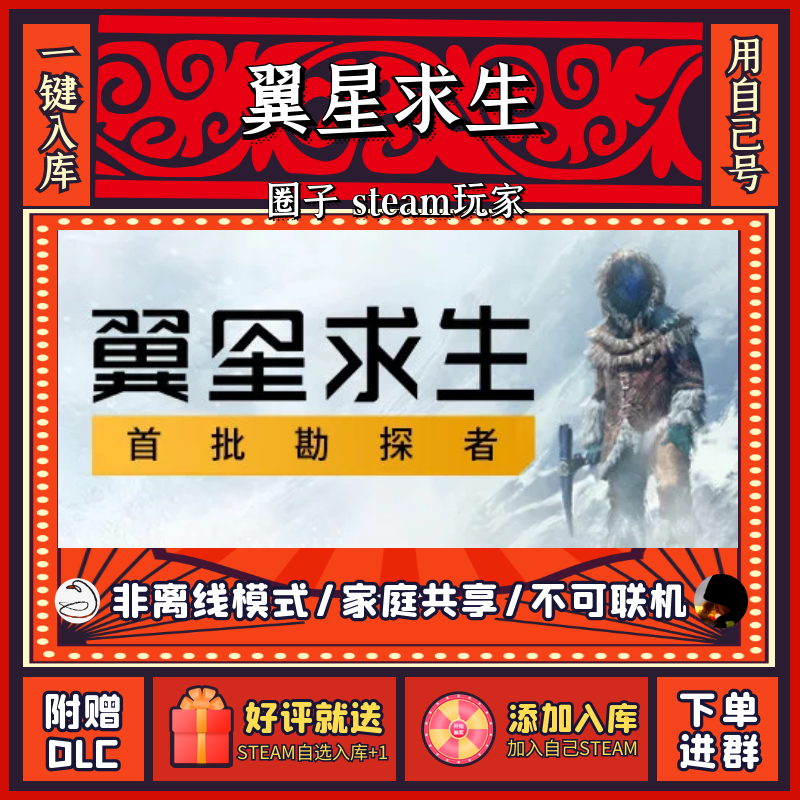 一键入库
翼星求生
用自己号
圈子 steam玩家
翼星求生
首批勘探者
非离线模式/家庭共享/不可联机
附赠
DLC
好评就送
STEAM自选入库+1
开始
抽奖
添加入库
加入自己STEAM
下单
进群